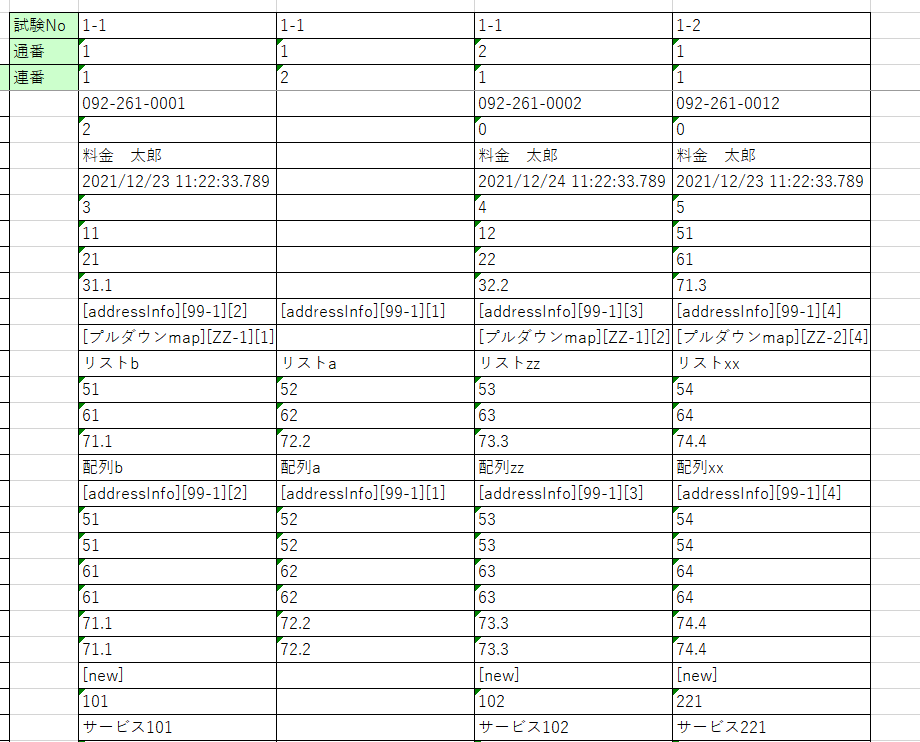 試験No 1-1 1-1 1-1 1-2
通番 1 1 2 1
連番 1 2 1 1
092-261-0001 092-261-0002 092-261-0012
2 0 0
料金　太郎 料金　太郎 料金　太郎
2021/12/23 11:22:33.789 2021/12/24 11:22:33.789 2021/12/23 11:22:33.789
3 4 5
11 12 51
21 22 61
31.1 32.2 71.3
[addressInfo][99-1][2] [addressInfo][99-1][1] [addressInfo][99-1][3] [addressInfo][99-1][4]
[プルダウンmap][ZZ-1][1] [プルダウンmap][ZZ-1][2] [プルダウンmap][ZZ-2][4]
リストb リストa リストzz リストxx
51 52 53 54
61 62 63 64
71.1 72.2 73.3 74.4
配列b 配列a 配列zz 配列xx
[addressInfo][99-1][2] [addressInfo][99-1][1] [addressInfo][99-1][3] [addressInfo][99-1][4]
51 52 53 54
51 52 53 54
61 62 63 64
61 62 63 64
71.1 72.2 73.3 74.4
71.1 72.2 73.3 74.4
[new] [new] [new]
101 102 221
サービス101 サービス102 サービス221